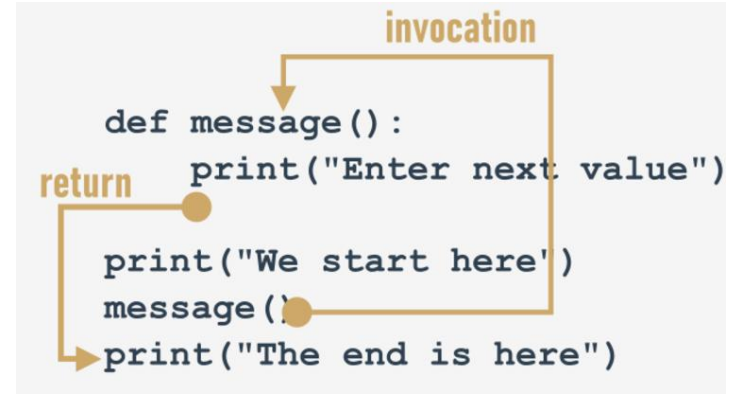 invocation
def message():
    print("Enter next value")
return
print("We start here")
message()
print("The end is here")